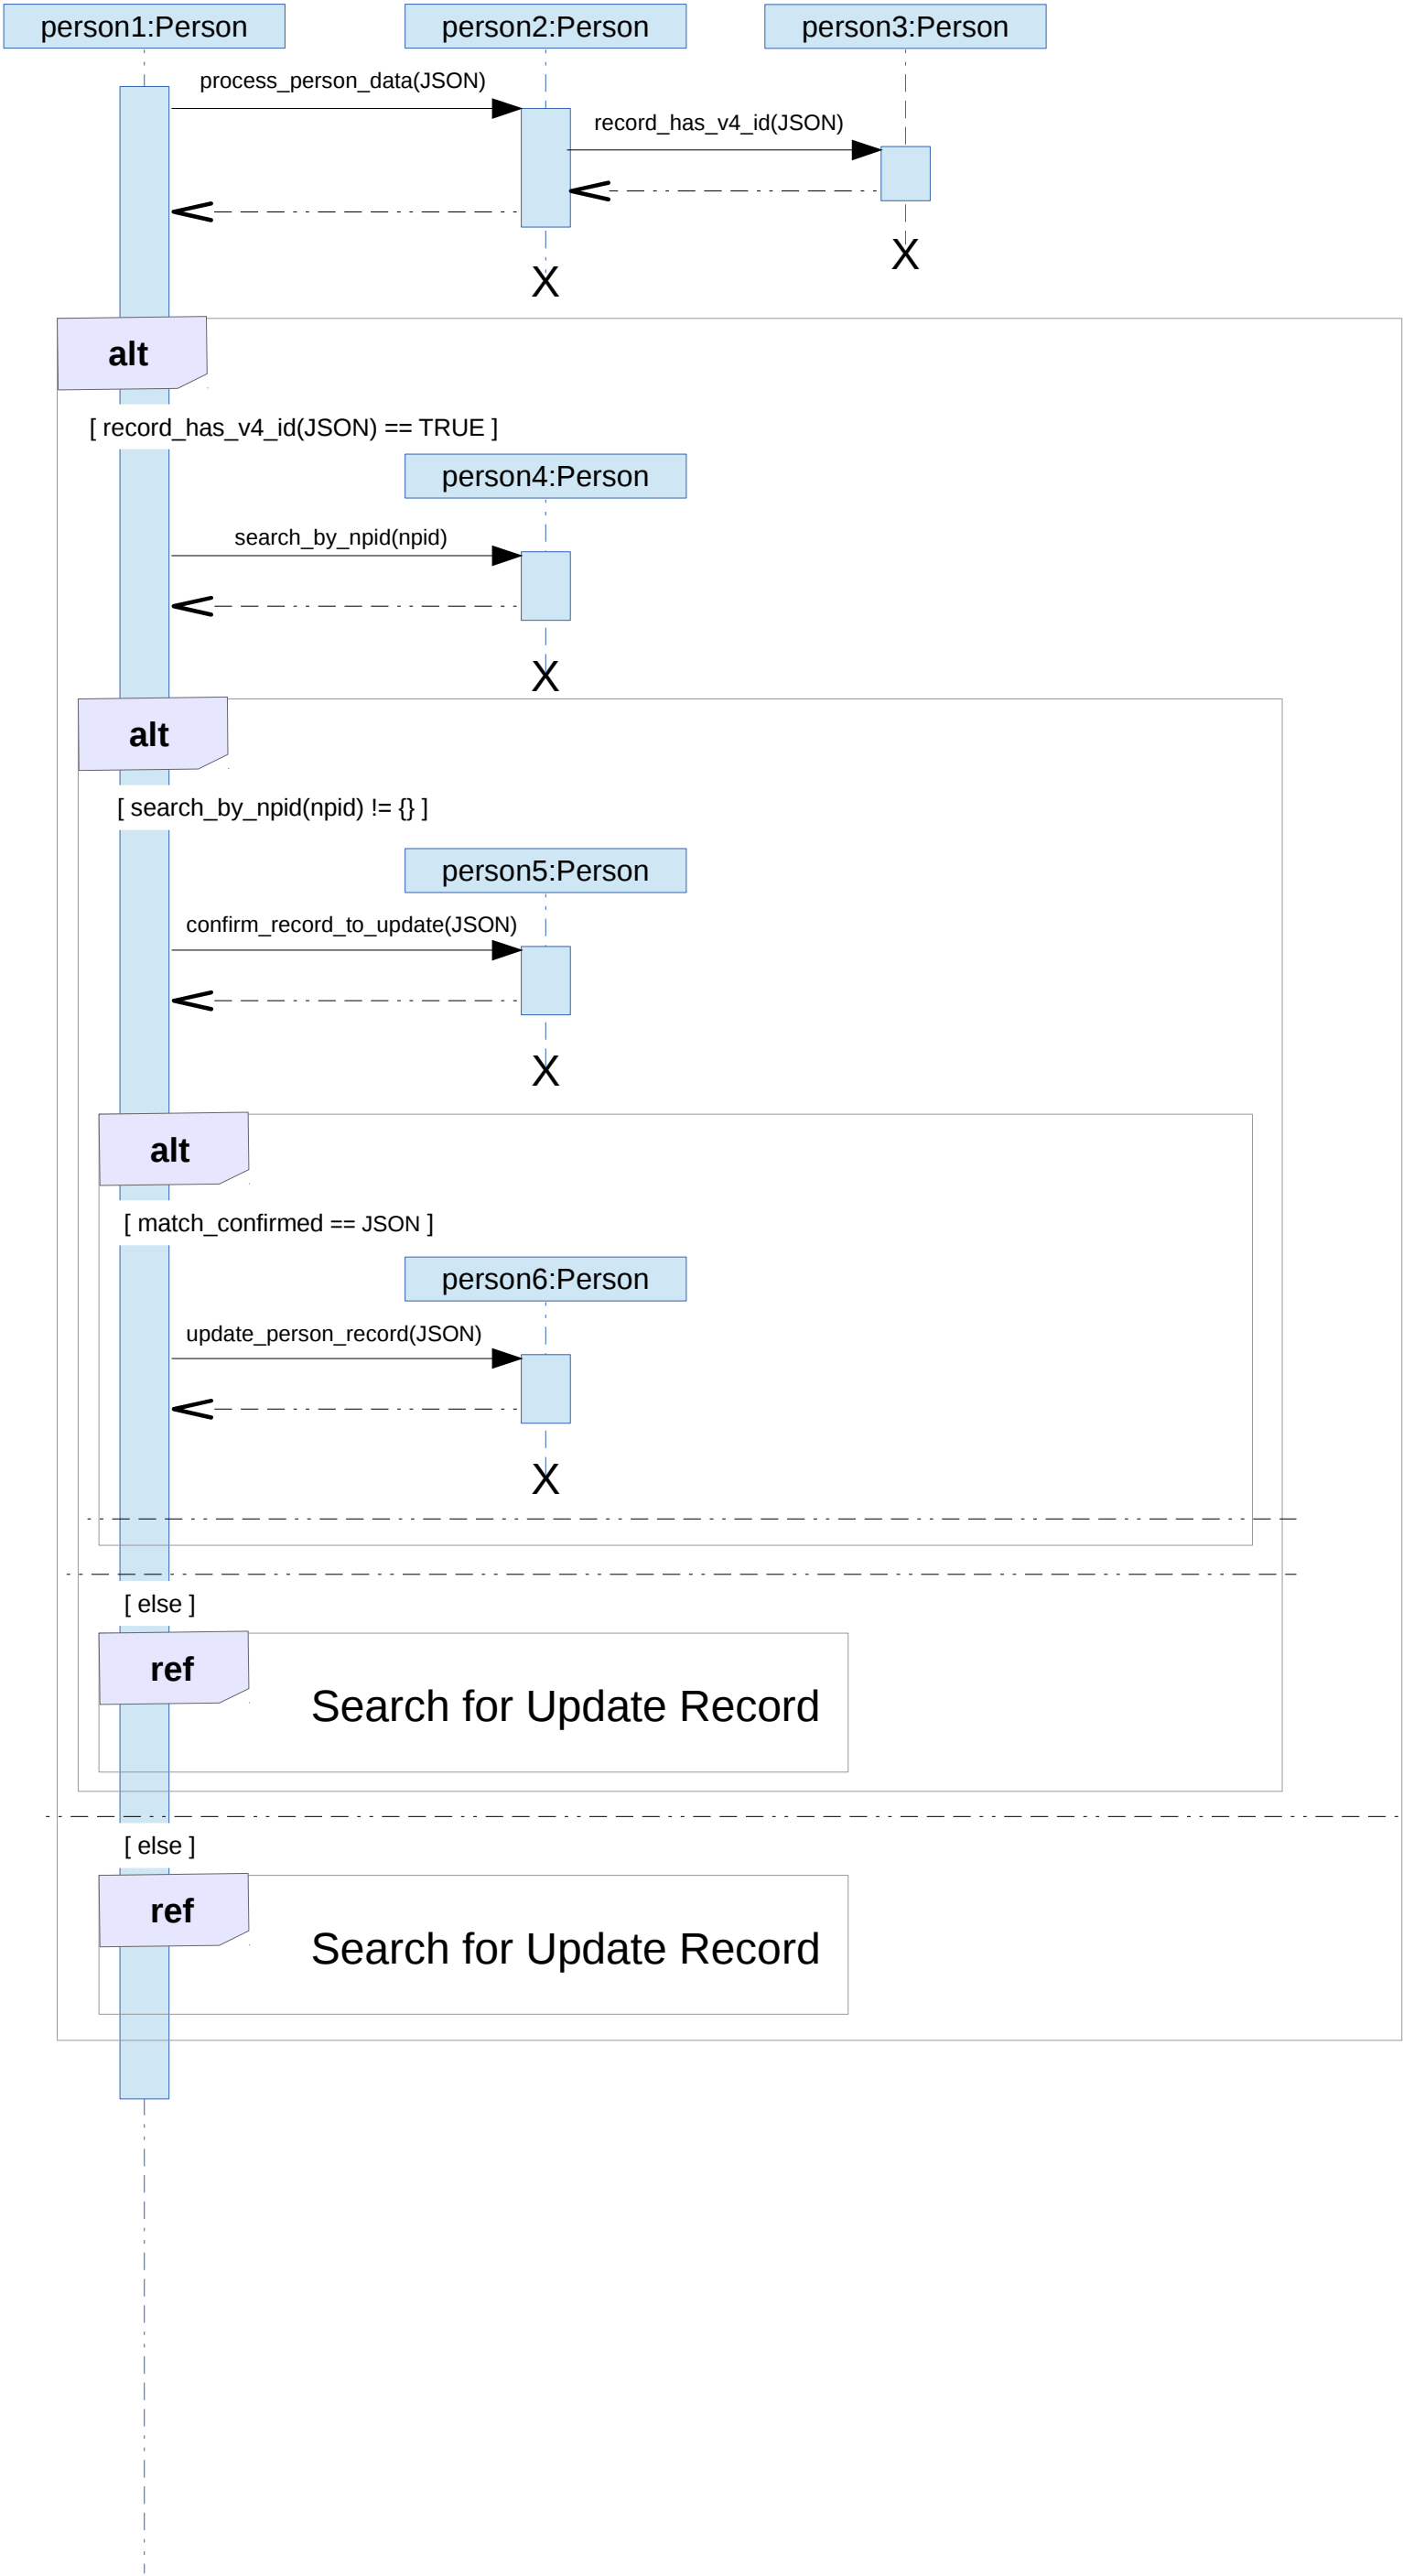 person1:Person
person2:Person
person3:Person
process_person_data(JSON)
record_has_v4_id(JSON)
X
X
alt
[ record_has_v4_id(JSON) == TRUE ]
person4:Person
search_by_npid(npid)
X
alt
[ search_by_npid(npid) != {} ]
person5:Person
confirm_record_to_update(JSON)
X
alt
[ match_confirmed == JSON ]
person6:Person
update_person_record(JSON)
X
[ else ]
ref
Search for Update Record
[ else ]
ref
Search for Update Record